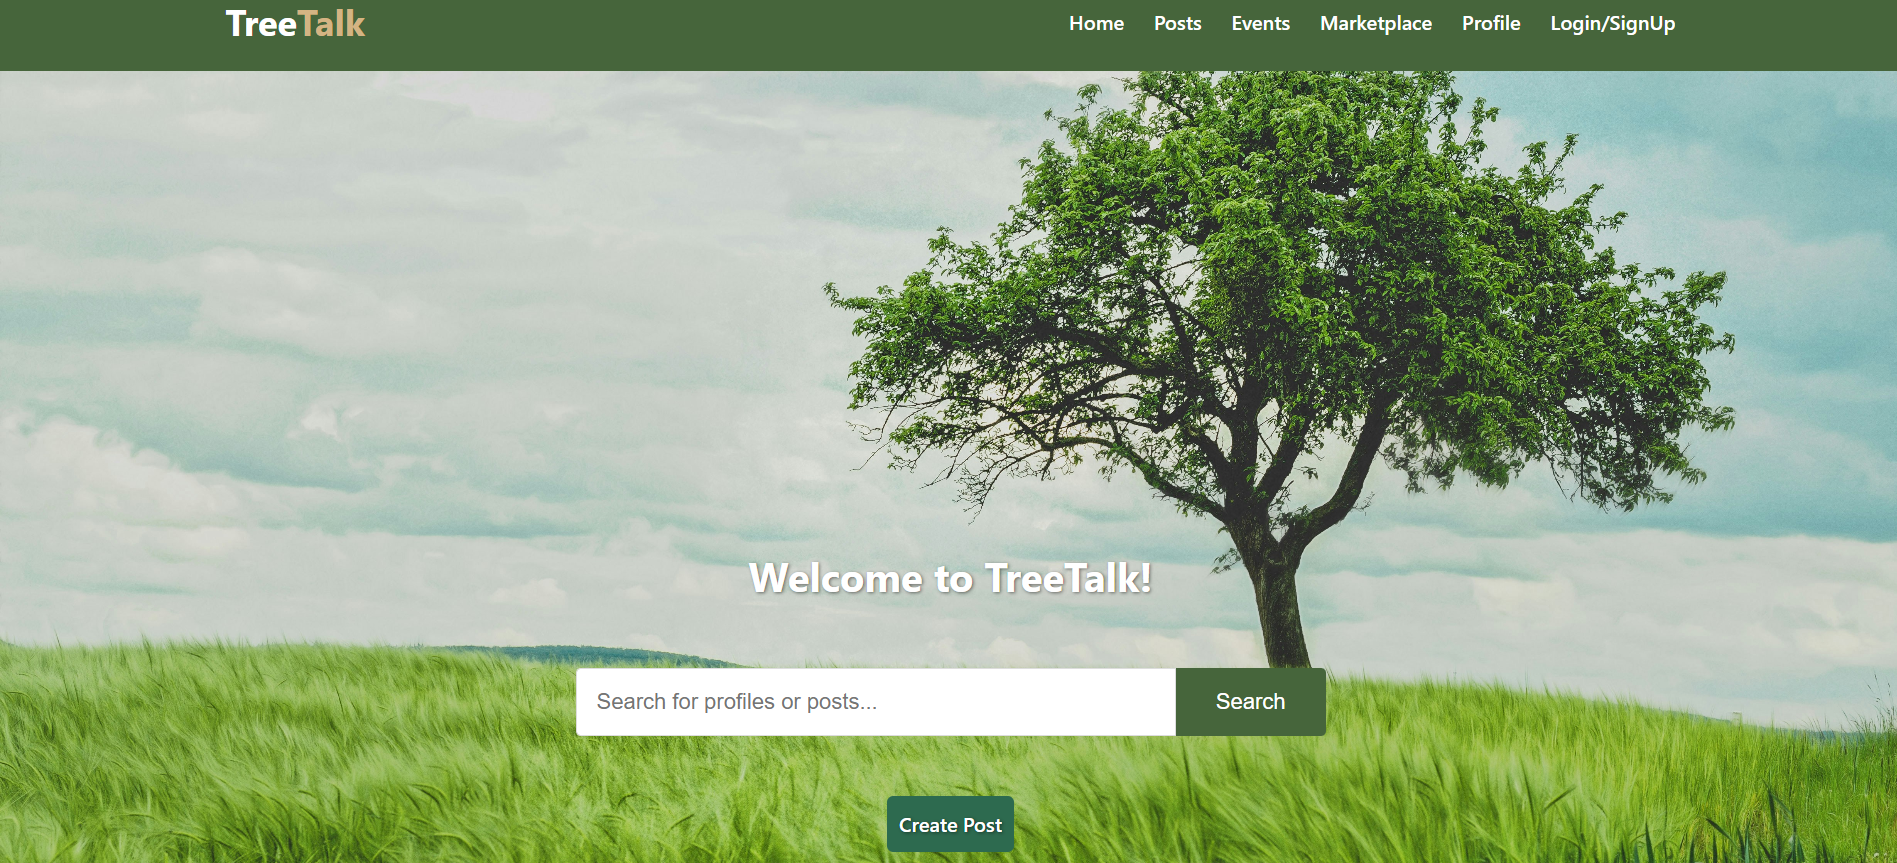 TreeTalk
Home Posts Events Marketplace Profile Login/SignUp
Welcome to TreeTalk!
Search for profiles or posts...
Search
Create Post